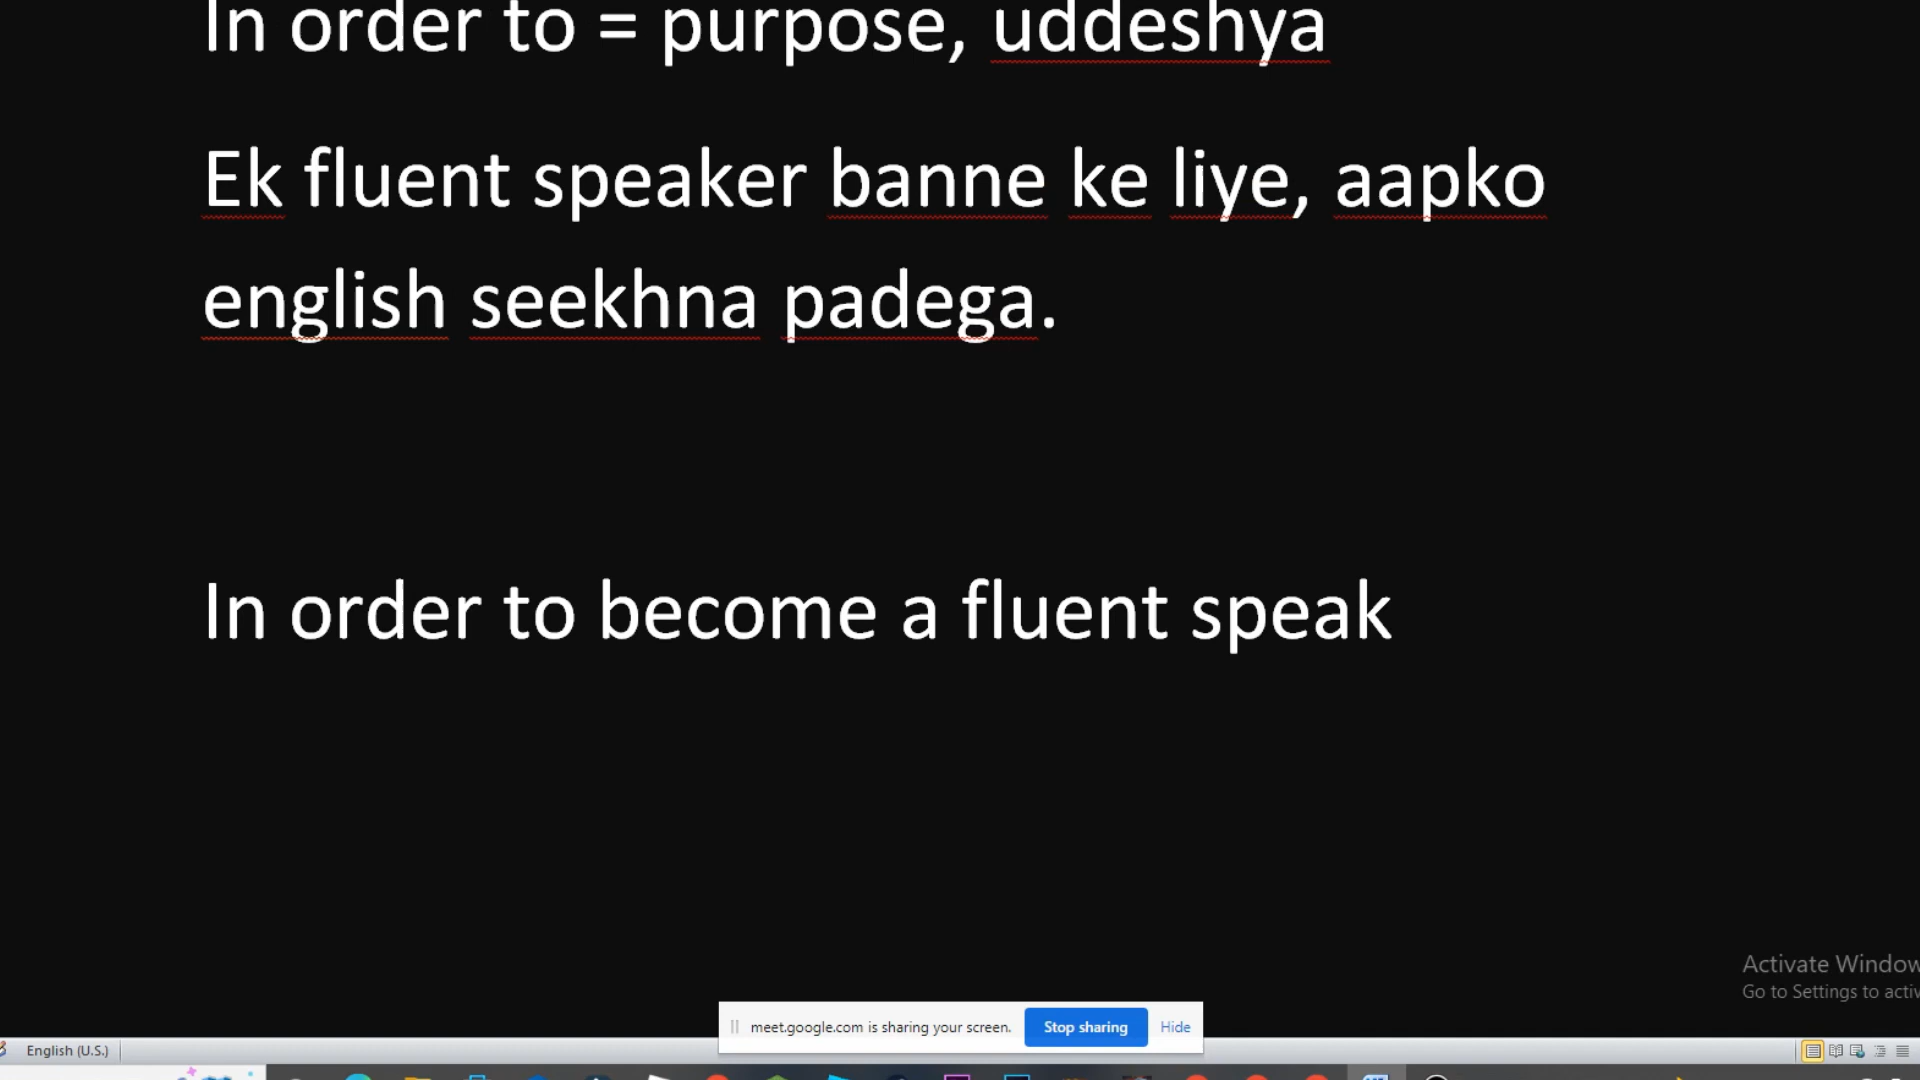 In order to = purpose, uddeshya
Ek fluent speaker banne ke liye, aapko
english seekhna padega.
In order to become a fluent speak
Activate Window
Go to Settings to activ
meet.google.com is sharing your screen. Stop sharing Hide
English (U.S.)